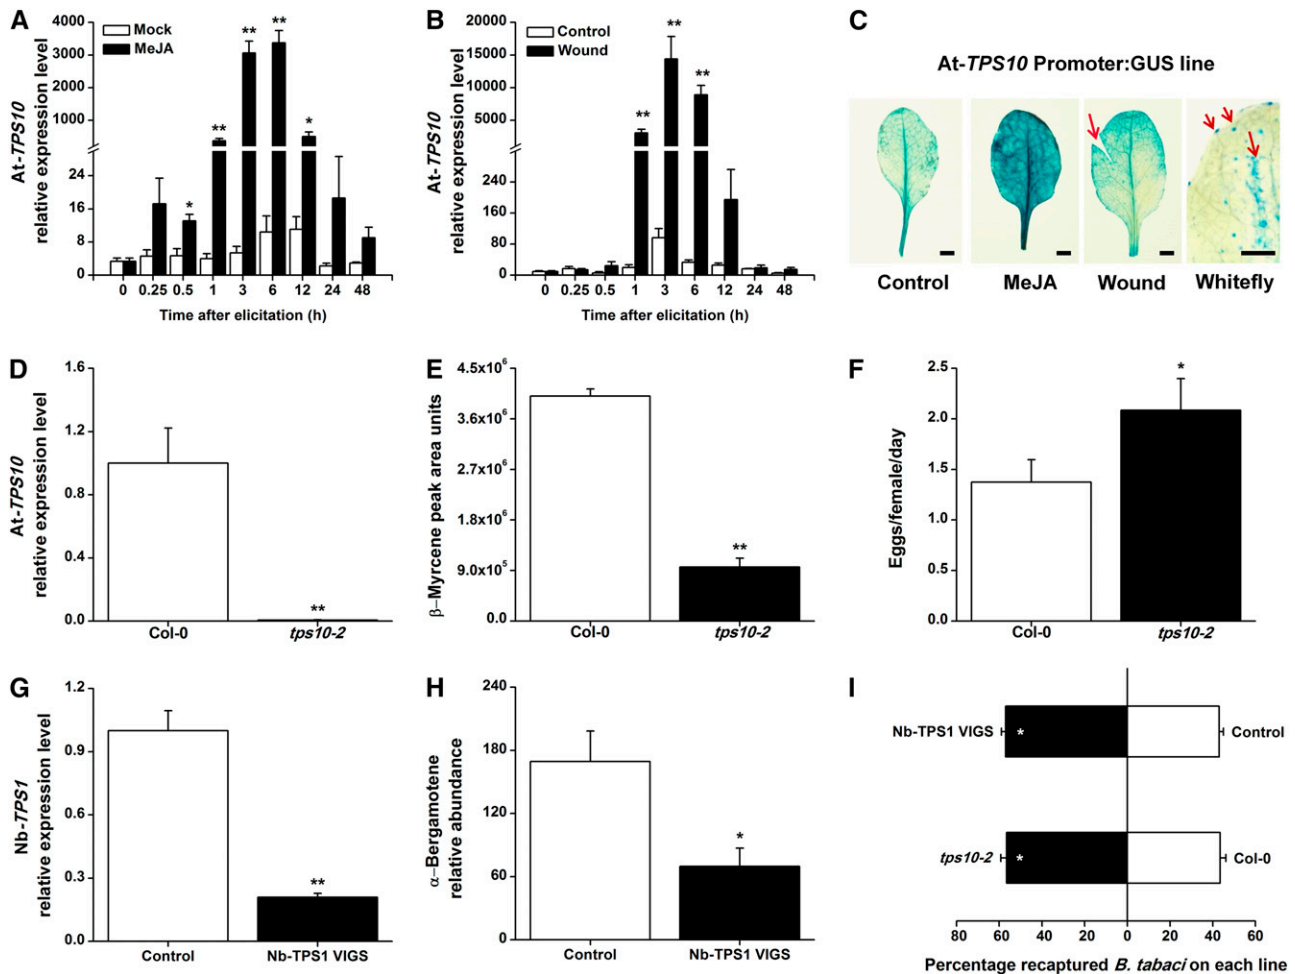 A
At-TPS10
relative expression level
4000
3000
2000
1000
24
16
8
0
Mock
MeJA
**
**
**
*
*
0 0.25 0.5 1 3 6 12 24 48
Time after elicitation (h)
B
At-TPS10
relative expression level
20000
15000
10000
5000
240
160
80
0
Control
Wound
**
**
**
0 0.25 0.5 1 3 6 12 24 48
Time after elicitation (h)
C
At-TPS10 Promoter:GUS line
Control MeJA Wound Whitefly
D
At-TPS10
relative expression level
1.6
1.2
0.8
0.4
0.0
**
Col-0 tps10-2
E
β–Myrcene peak area units
4.5x10⁶
3.6x10⁶
2.7x10⁶
1.8x10⁶
9.0x10⁵
0.0
**
Col-0 tps10-2
F
Eggs/female/day
2.5
2.0
1.5
1.0
0.5
0.0
*
Col-0 tps10-2
G
Nb-TPS1
relative expression level
1.2
0.9
0.6
0.3
0.0
**
Control Nb-TPS1 VIGS
H
α–Bergamotene
relative abundance
240
180
120
60
0
*
Control Nb-TPS1 VIGS
I
Nb-TPS1 VIGS * Control
tps10-2 * Col-0
80 60 40 20 0 20 40 60
Percentage recaptured B. tabaci on each line